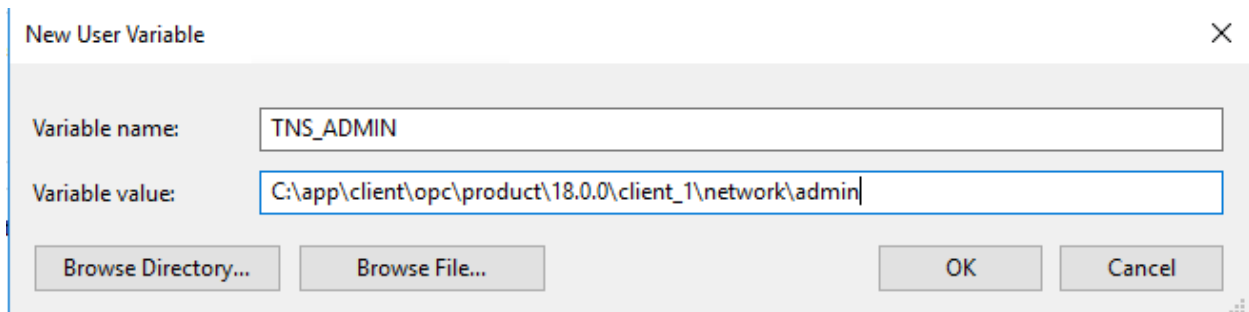 New User Variable
Variable name: TNS_ADMIN
Variable value: C:\app\client\opc\product\18.0.0\client_1\network\admin
Browse Directory... Browse File... OK Cancel